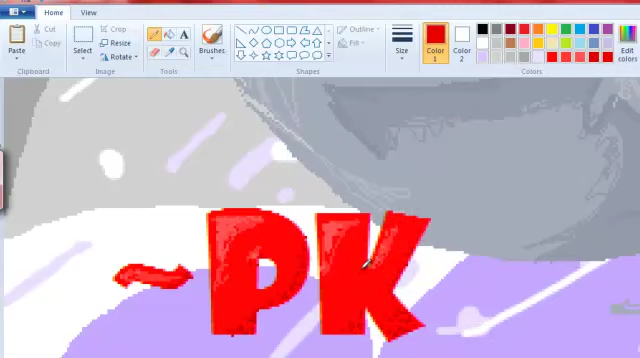 Home View
Paste Cut Copy Select Crop Resize Rotate Brushes Outline Fill Size Color 1 Color 2 Edit colors
Clipboard Image Tools Shapes Colors
~PK